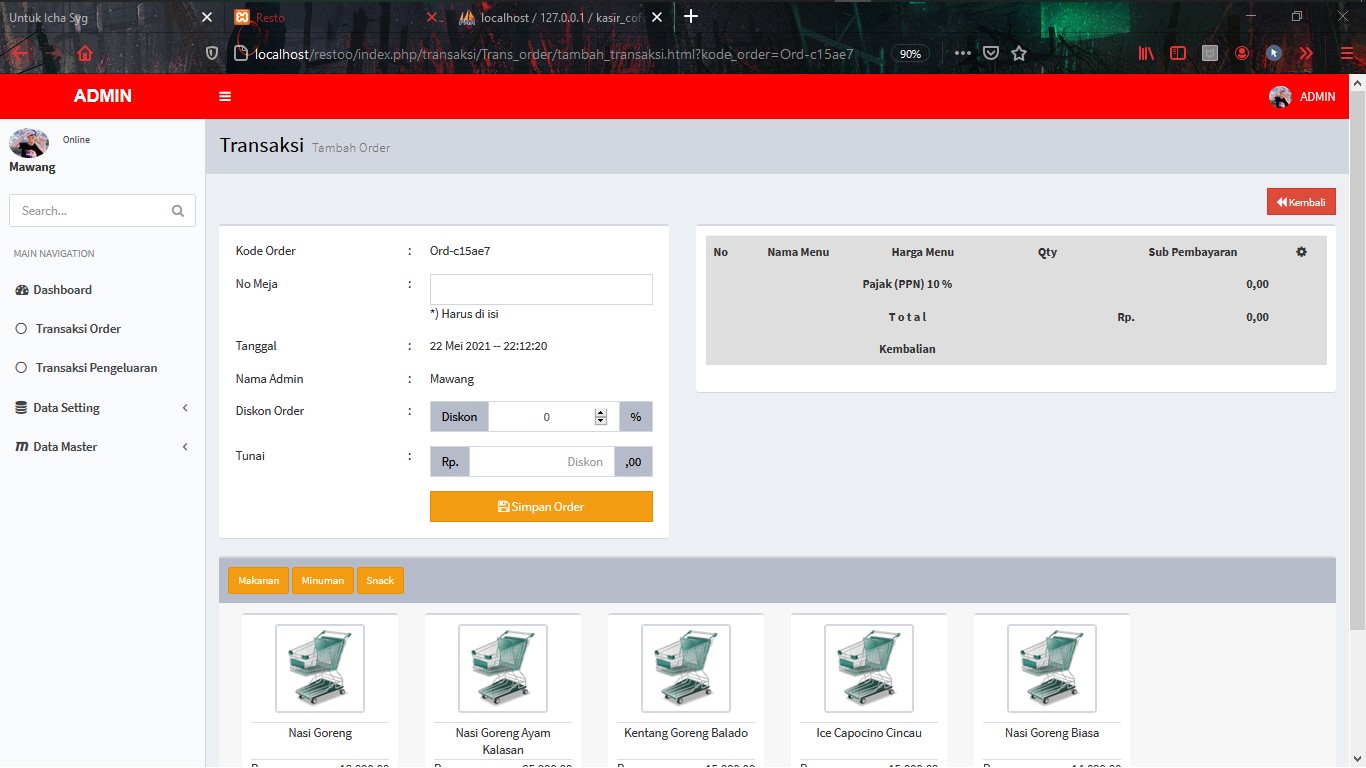 Untuk Icha Syg
Resto
localhost / 127.0.0.1 / kasir_cof
localhost/restoo/index.php/transaksi/Trans_order/tambah_transaksi.html?kode_order=Ord-c15ae7
90%
ADMIN
ADMIN
Online
Mawang
Search...
MAIN NAVIGATION
Dashboard
Transaksi Order
Transaksi Pengeluaran
Data Setting
Data Master
Transaksi Tambah Order
Kembali
Kode Order : Ord-c15ae7
No Meja :
*) Harus di isi
Tanggal : 22 Mei 2021 -- 22:12:20
Nama Admin : Mawang
Diskon Order : Diskon 0 %
Tunai : Rp. Diskon ,00
Simpan Order
No Nama Menu Harga Menu Qty Sub Pembayaran
Pajak (PPN) 10 % 0,00
T o t a l Rp. 0,00
Kembalian
Makanan Minuman Snack
Nasi Goreng
Nasi Goreng Ayam
Kalasan
Kentang Goreng Balado
Ice Capocino Cincau
Nasi Goreng Biasa